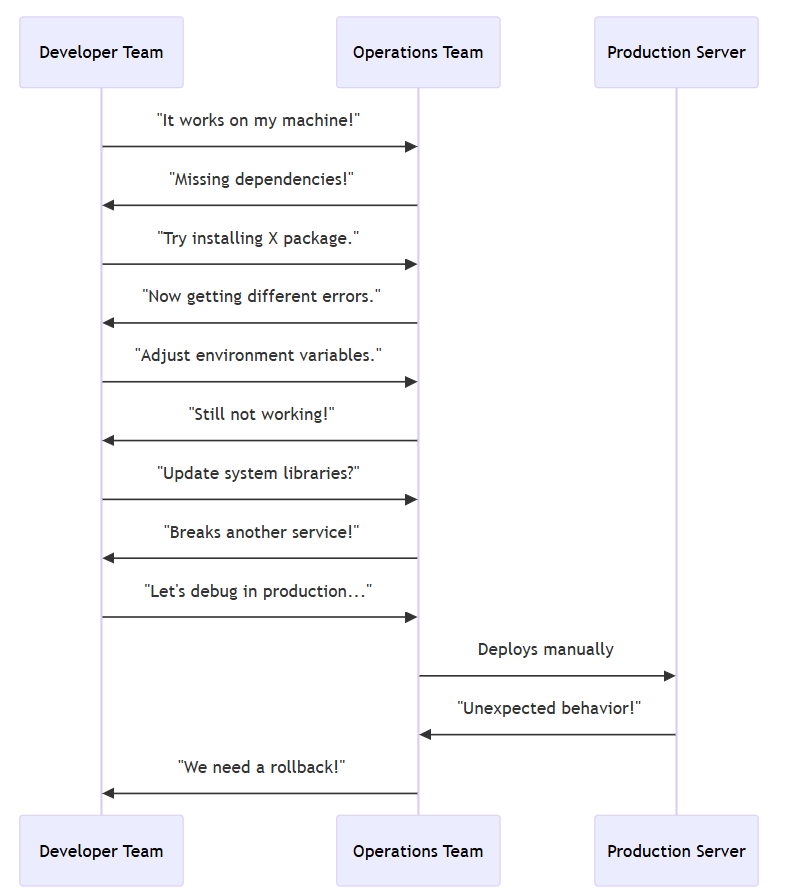 Developer Team
Operations Team
Production Server
"It works on my machine!"
"Missing dependencies!"
"Try installing X package."
"Now getting different errors."
"Adjust environment variables."
"Still not working!"
"Update system libraries?"
"Breaks another service!"
"Let's debug in production..."
Deploys manually
"Unexpected behavior!"
"We need a rollback!"
Developer Team
Operations Team
Production Server